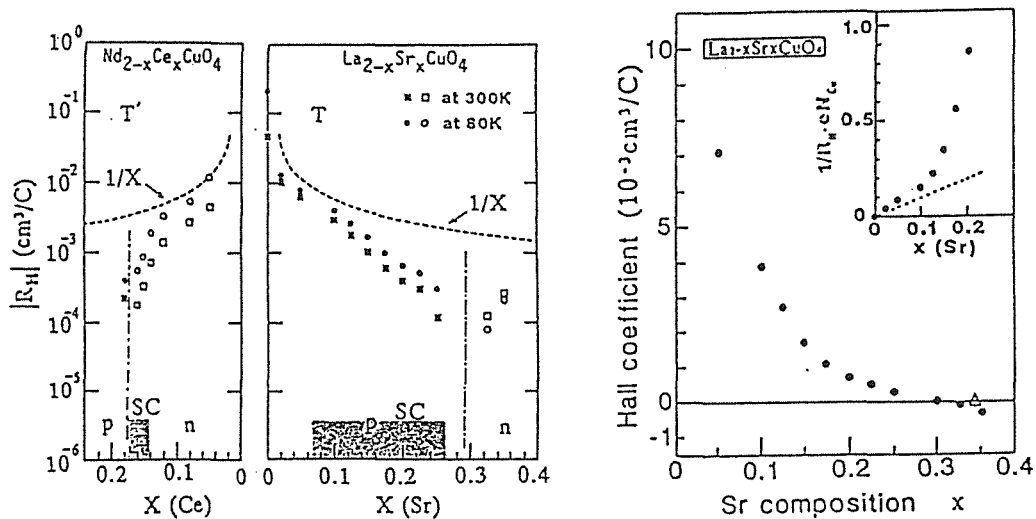 10⁰
10⁻¹
10⁻²
10⁻³
10⁻⁴
10⁻⁵
10⁻⁶
|R_H| (cm³/C)
Nd₂₋ₓCeₓCuO₄
T'
1/X
p
SC
n
0.2
0.1
0
X (Ce)
La₂₋ₓSrₓCuO₄
T
× □ at 300K
• ○ at 80K
1/X
p
SC
n
0
0.1
0.2
0.3
0.4
X (Sr)
10
5
0
-1
Hall coefficient (10⁻³cm³/C)
La₂₋ₓSrₓCuO₄
1.0
0.5
0
1/R_H·eN_Cu
0
0.1
0.2
x (Sr)
0
0.1
0.2
0.3
0.4
Sr composition x